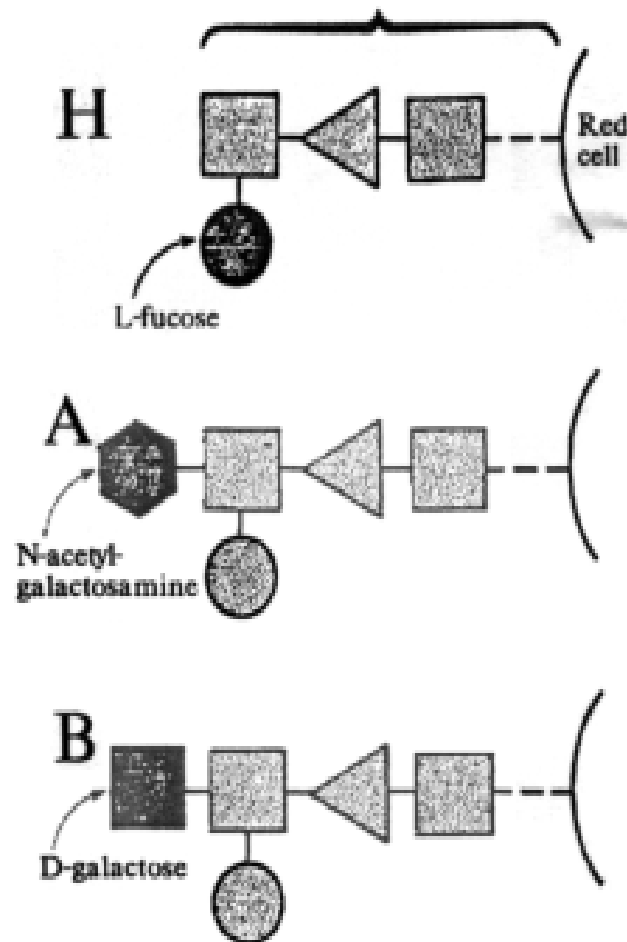 H
Red
cell
L-fucose
A
N-acetyl-
galactosamine
B
D-galactose